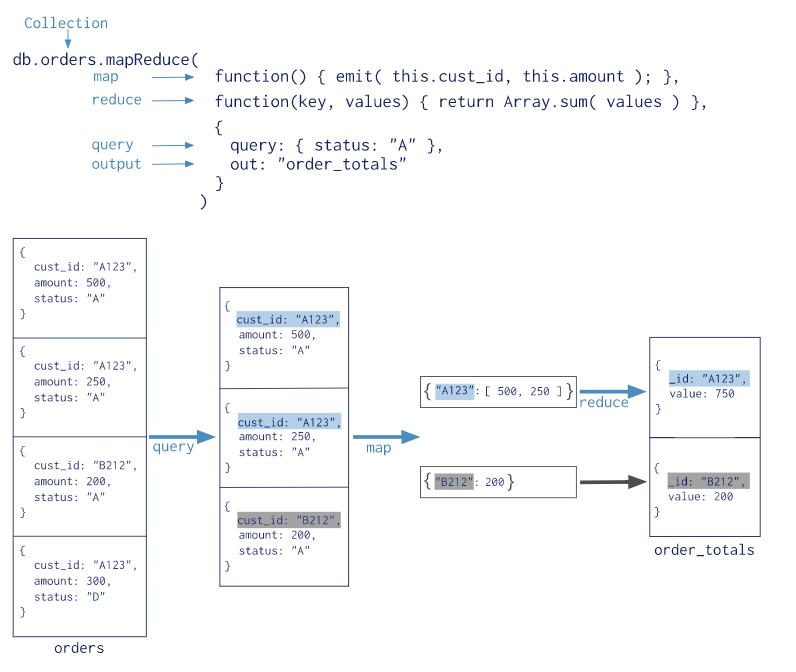 Collection
db.orders.mapReduce(
map function() { emit( this.cust_id, this.amount ); },
reduce function(key, values) { return Array.sum( values ) },
{
query query: { status: "A" },
output out: "order_totals"
}
)
{
cust_id: "A123",
amount: 500,
status: "A"
}
{
cust_id: "A123",
amount: 250,
status: "A"
}
{
cust_id: "B212",
amount: 200,
status: "A"
}
{
cust_id: "A123",
amount: 300,
status: "D"
}
orders
query
{
cust_id: "A123",
amount: 500,
status: "A"
}
{
cust_id: "A123",
amount: 250,
status: "A"
}
{
cust_id: "B212",
amount: 200,
status: "A"
}
map
{"A123": [ 500, 250 ]}
{"B212": 200}
reduce
{
_id: "A123",
value: 750
}
{
_id: "B212",
value: 200
}
order_totals